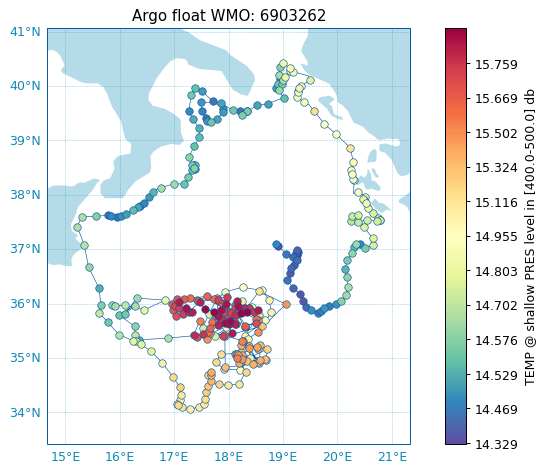 Argo float WMO: 6903262
41°N
40°N
39°N
38°N
37°N
36°N
35°N
34°N
15°E 16°E 17°E 18°E 19°E 20°E 21°E
15.759
15.669
15.502
15.324
15.116
14.955
14.803
14.702
14.576
14.529
14.469
14.329
TEMP @ shallow PRES level in [400.0-500.0] db